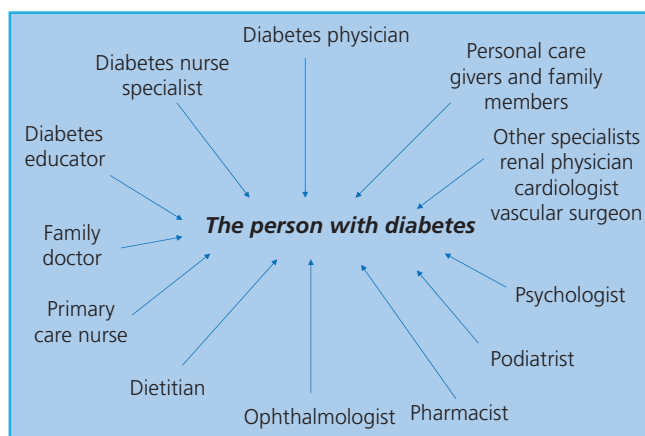 Diabetes physician
Diabetes nurse
specialist
Personal care
givers and family
members
Diabetes
educator
Other specialists
renal physician
cardiologist
vascular surgeon
The person with diabetes
Family
doctor
Psychologist
Primary
care nurse
Podiatrist
Dietitian
Ophthalmologist
Pharmacist